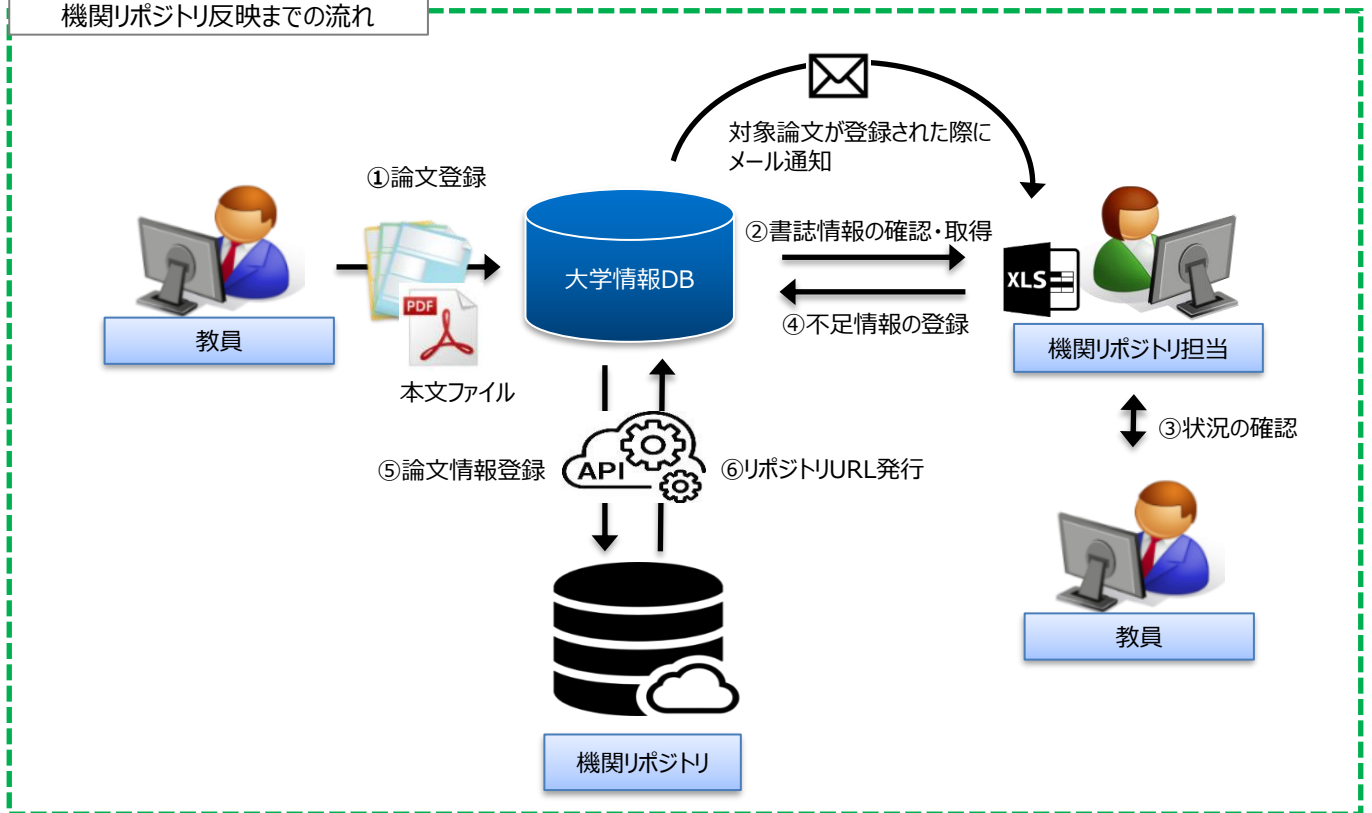 機関リポジトリ反映までの流れ
対象論文が登録された際に
メール通知
①論文登録
②書誌情報の確認・取得
大学情報DB
XLS
④不足情報の登録
PDF
教員
機関リポジトリ担当
本文ファイル
③状況の確認
⑤論文情報登録
API
⑥リポジトリURL発行
教員
機関リポジトリ